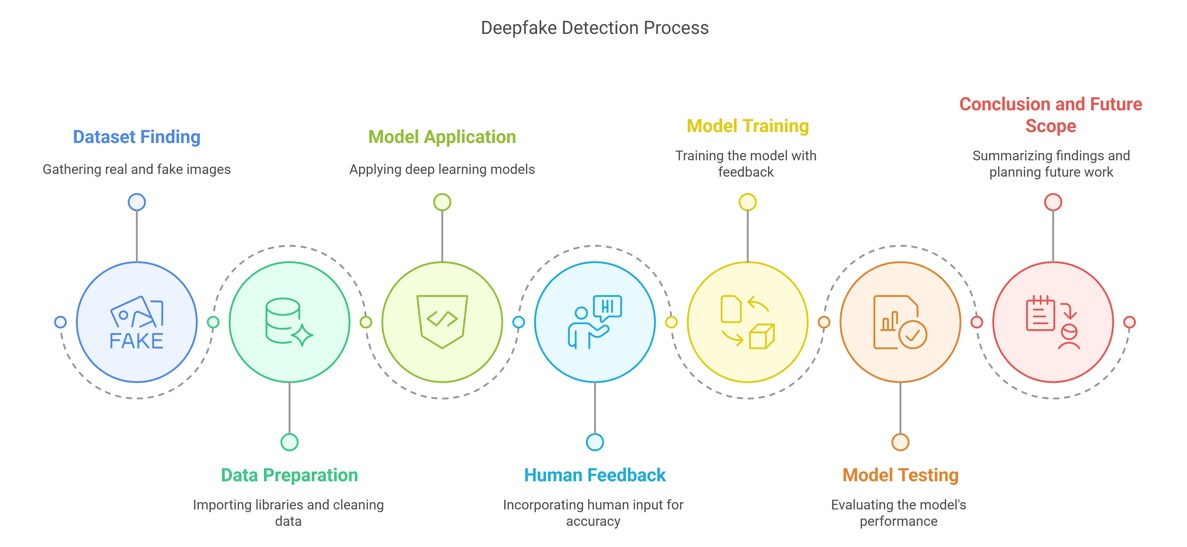 Deepfake Detection Process
Dataset Finding
Gathering real and fake images
FAKE
Data Preparation
Importing libraries and cleaning
data
Model Application
Applying deep learning models
Human Feedback
Incorporating human input for
accuracy
HI
Model Training
Training the model with
feedback
Model Testing
Evaluating the model's
performance
Conclusion and Future
Scope
Summarizing findings and
planning future work